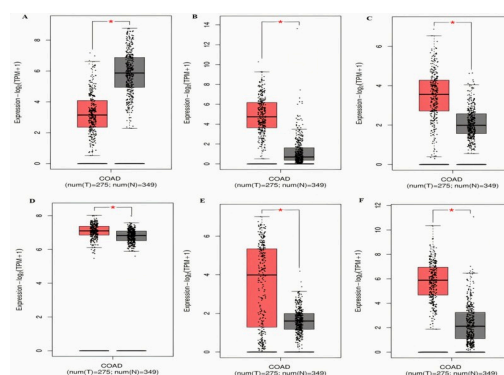 A
*
Expression−log₂(TPM+1)
8
6
4
2
0
COAD
(num(T)=275; num(N)=349)
B
*
Expression−log₂(TPM+1)
14
12
10
8
6
4
2
0
COAD
(num(T)=275; num(N)=349)
C
*
Expression−log₂(TPM+1)
6
4
2
0
COAD
(num(T)=275; num(N)=349)
D
*
Expression−log₂(TPM+1)
8
6
4
2
0
COAD
(num(T)=275; num(N)=349)
E
*
Expression−log₂(TPM+1)
6
4
2
0
COAD
(num(T)=275; num(N)=349)
F
*
Expression−log₂(TPM+1)
12
10
8
6
4
2
0
COAD
(num(T)=275; num(N)=349)